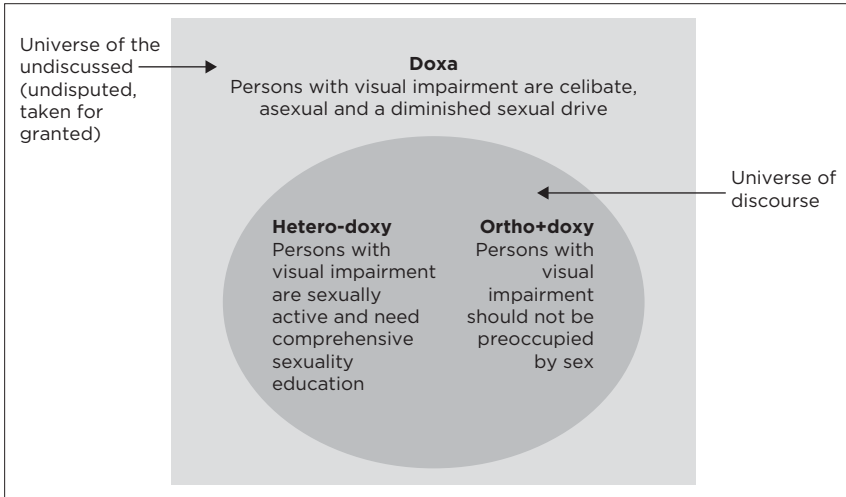 Universe of the
undiscussed
(undisputed,
taken for
granted)
Doxa
Persons with visual impairment are celibate,
asexual and a diminished sexual drive
Universe of
discourse
Hetero-doxy
Persons with
visual impairment
are sexually
active and need
comprehensive
sexuality
education
Ortho+doxy
Persons with
visual
impairment
should not be
preoccupied
by sex